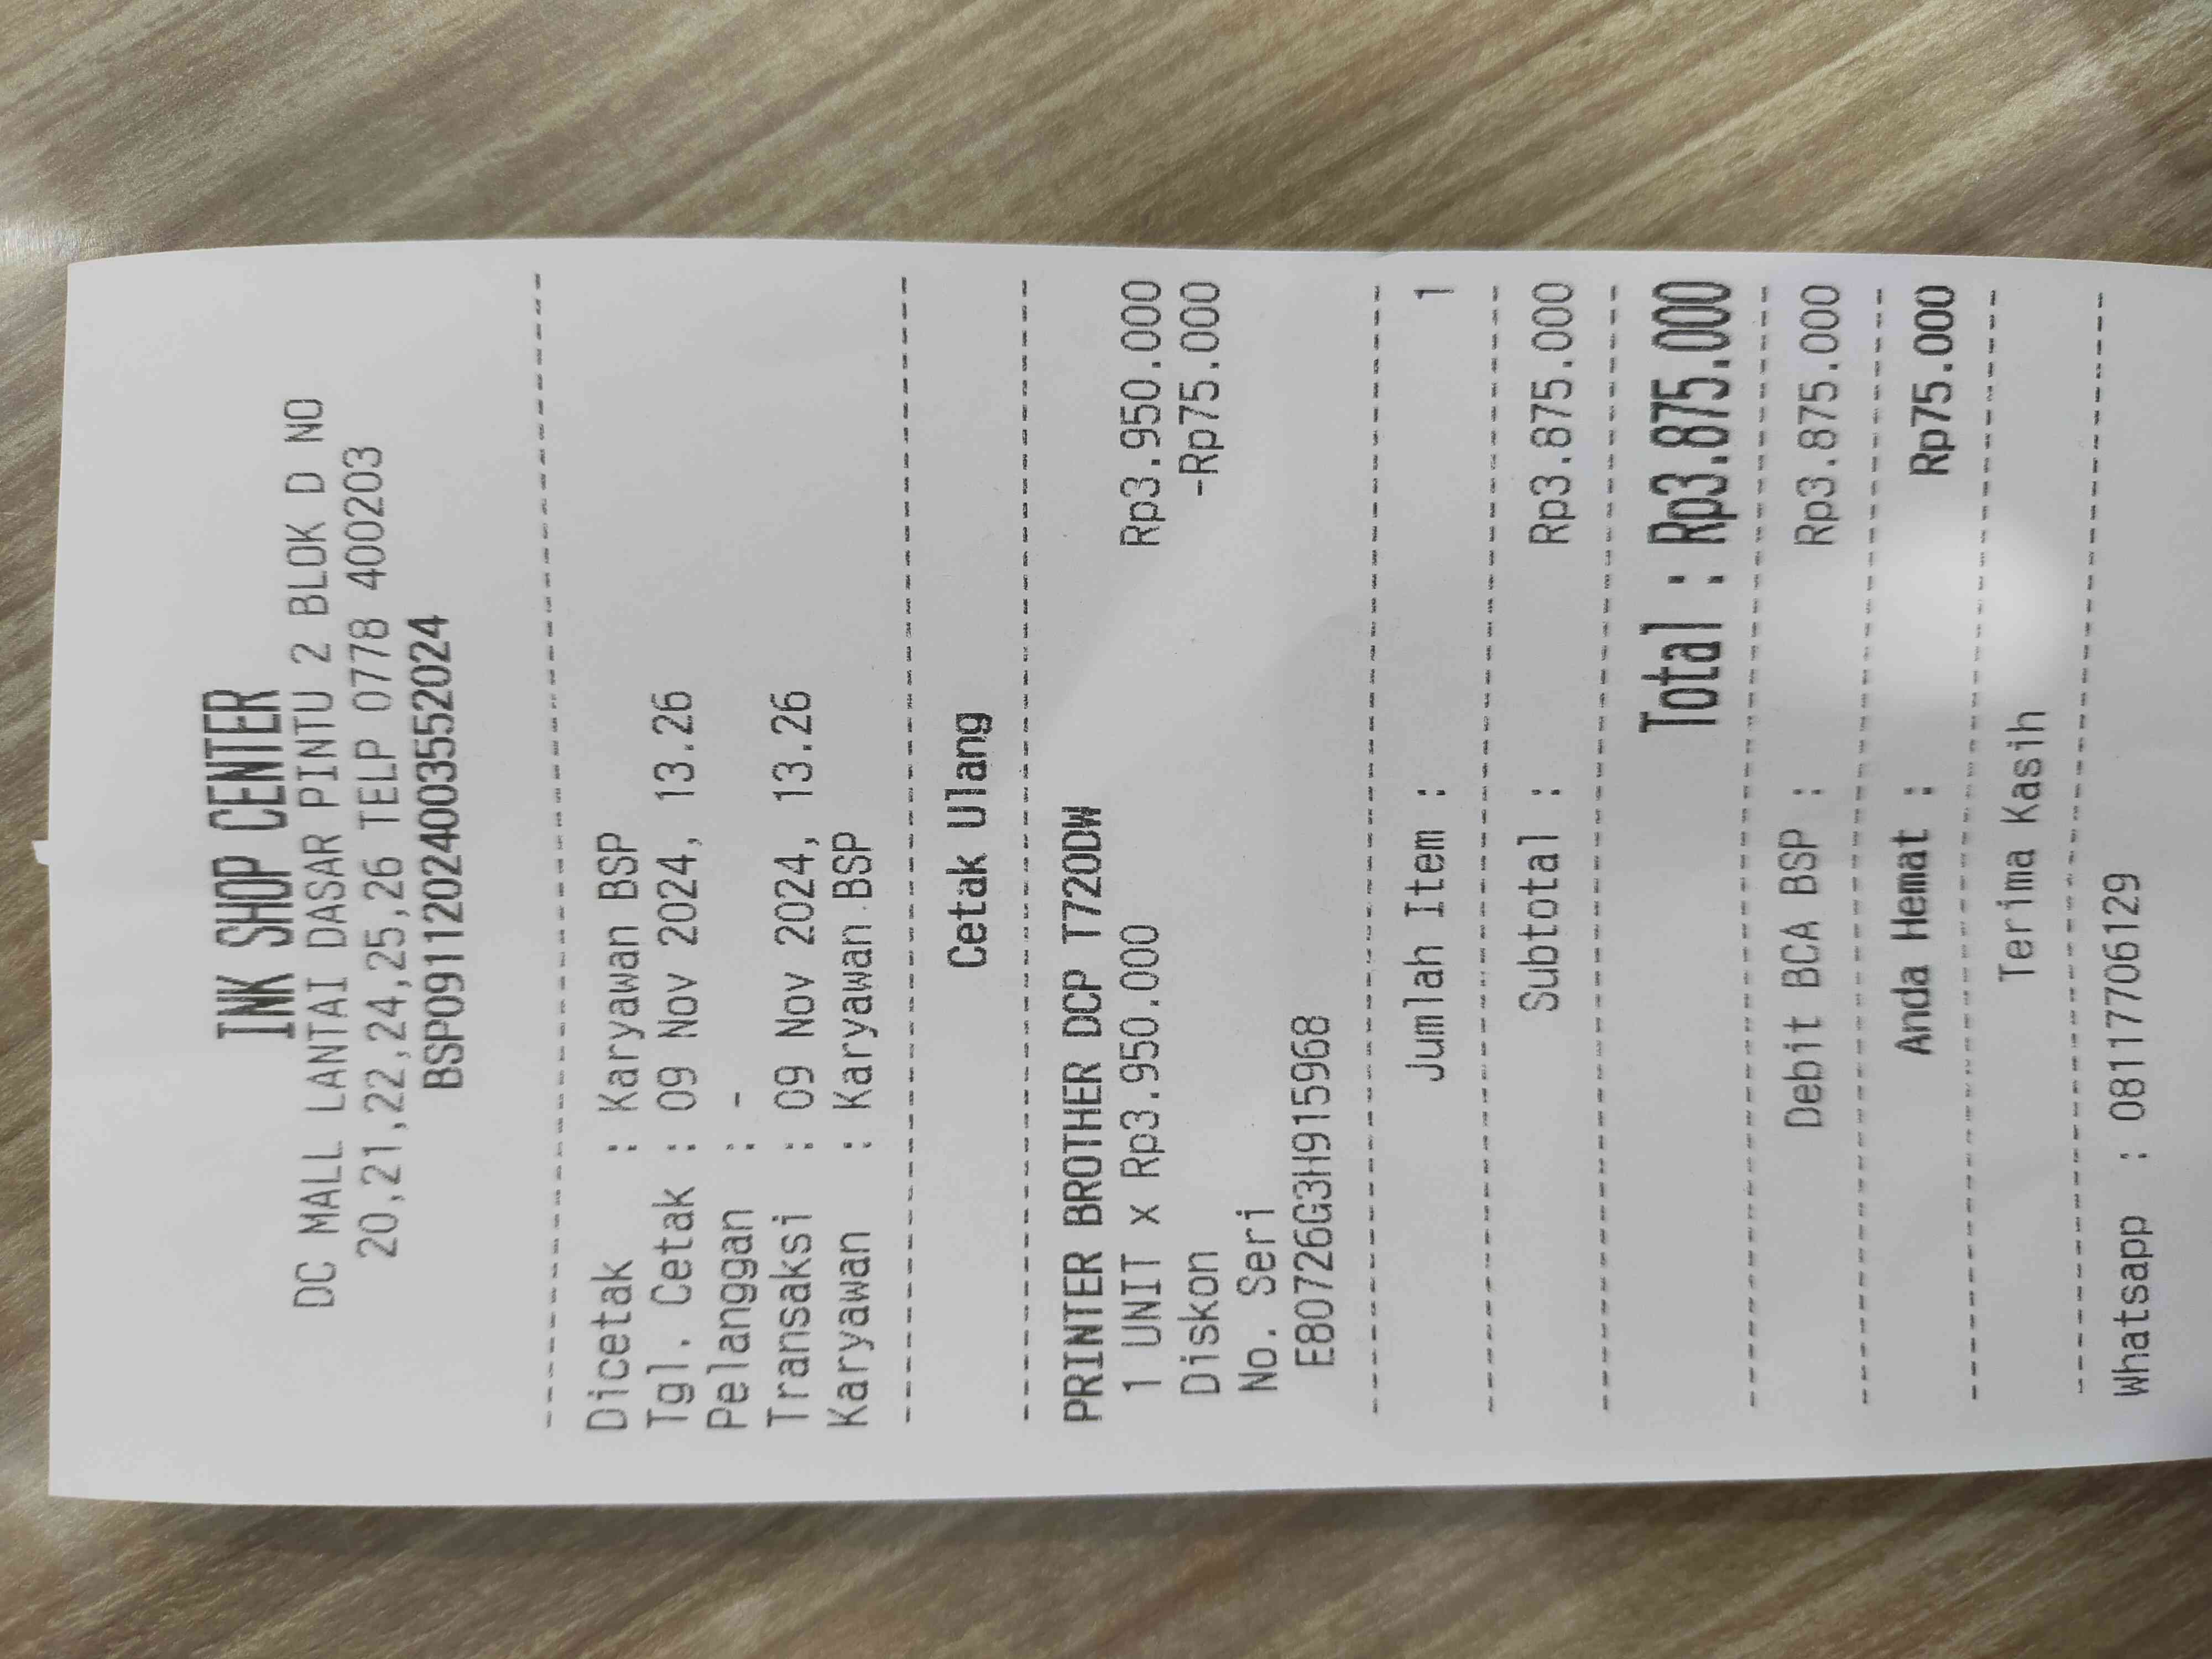 INK SHOP CENTER
DC MALL LANTAI DASAR PINTU 2 BLOK D NO
20,21,22,24,25,26 TELP 0778 400203
BSP09112024003552024
Dicetak : Karyawan BSP
Tgl. Cetak : 09 Nov 2024, 13.26
Pelanggan : -
Transaksi : 09 Nov 2024, 13.26
Karyawan : Karyawan BSP
Cetak Ulang
PRINTER BROTHER DCP T720DW
1 UNIT x Rp3.950.000 Rp3.950.000
Diskon -Rp75.000
No. Seri
E80726G3H915968
Jumlah Item : 1
Subtotal : Rp3.875.000
Total : Rp3.875.000
Debit BCA BSP : Rp3.875.000
Anda Hemat : Rp75.000
Terima Kasih
Whatsapp : 08117706129